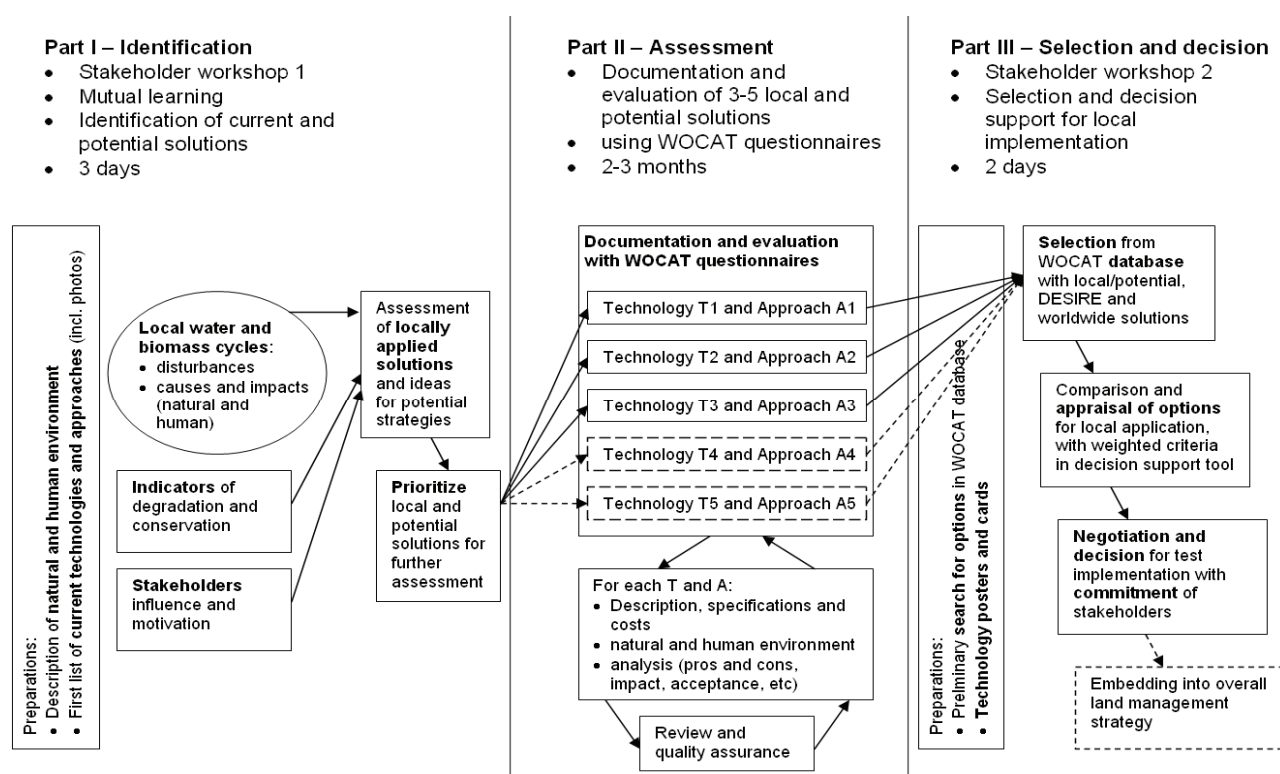 Part I – Identification
• Stakeholder workshop 1
• Mutual learning
• Identification of current and
potential solutions
• 3 days
Preparations:
• Description of natural and human environment
• First list of current technologies and approaches (incl. photos)
Local water and
biomass cycles:
• disturbances
• causes and impacts
(natural and
human)
Indicators of
degradation and
conservation
Stakeholders
influence and
motivation
Assessment
of locally
applied
solutions
and ideas
for potential
strategies
Prioritize
local and
potential
solutions for
further
assessment
Part II – Assessment
• Documentation and
evaluation of 3-5 local and
potential solutions
• using WOCAT questionnaires
• 2-3 months
Documentation and evaluation
with WOCAT questionnaires
Technology T1 and Approach A1
Technology T2 and Approach A2
Technology T3 and Approach A3
Technology T4 and Approach A4
Technology T5 and Approach A5
For each T and A:
• Description, specifications and
costs
• natural and human environment
• analysis (pros and cons,
impact, acceptance, etc)
Review and
quality assurance
Part III – Selection and decision
• Stakeholder workshop 2
• Selection and decision
support for local
implementation
• 2 days
Preparations:
• Prelminary search for options in WOCAT database
• Technology posters and cards
Selection from
WOCAT database
with local/potential,
DESIRE and
worldwide solutions
Comparison and
appraisal of options
for local application,
with weighted criteria
in decision support tool
Negotiation and
decision for test
implementation with
commitment of
stakeholders
Embedding into overall
land management
strategy